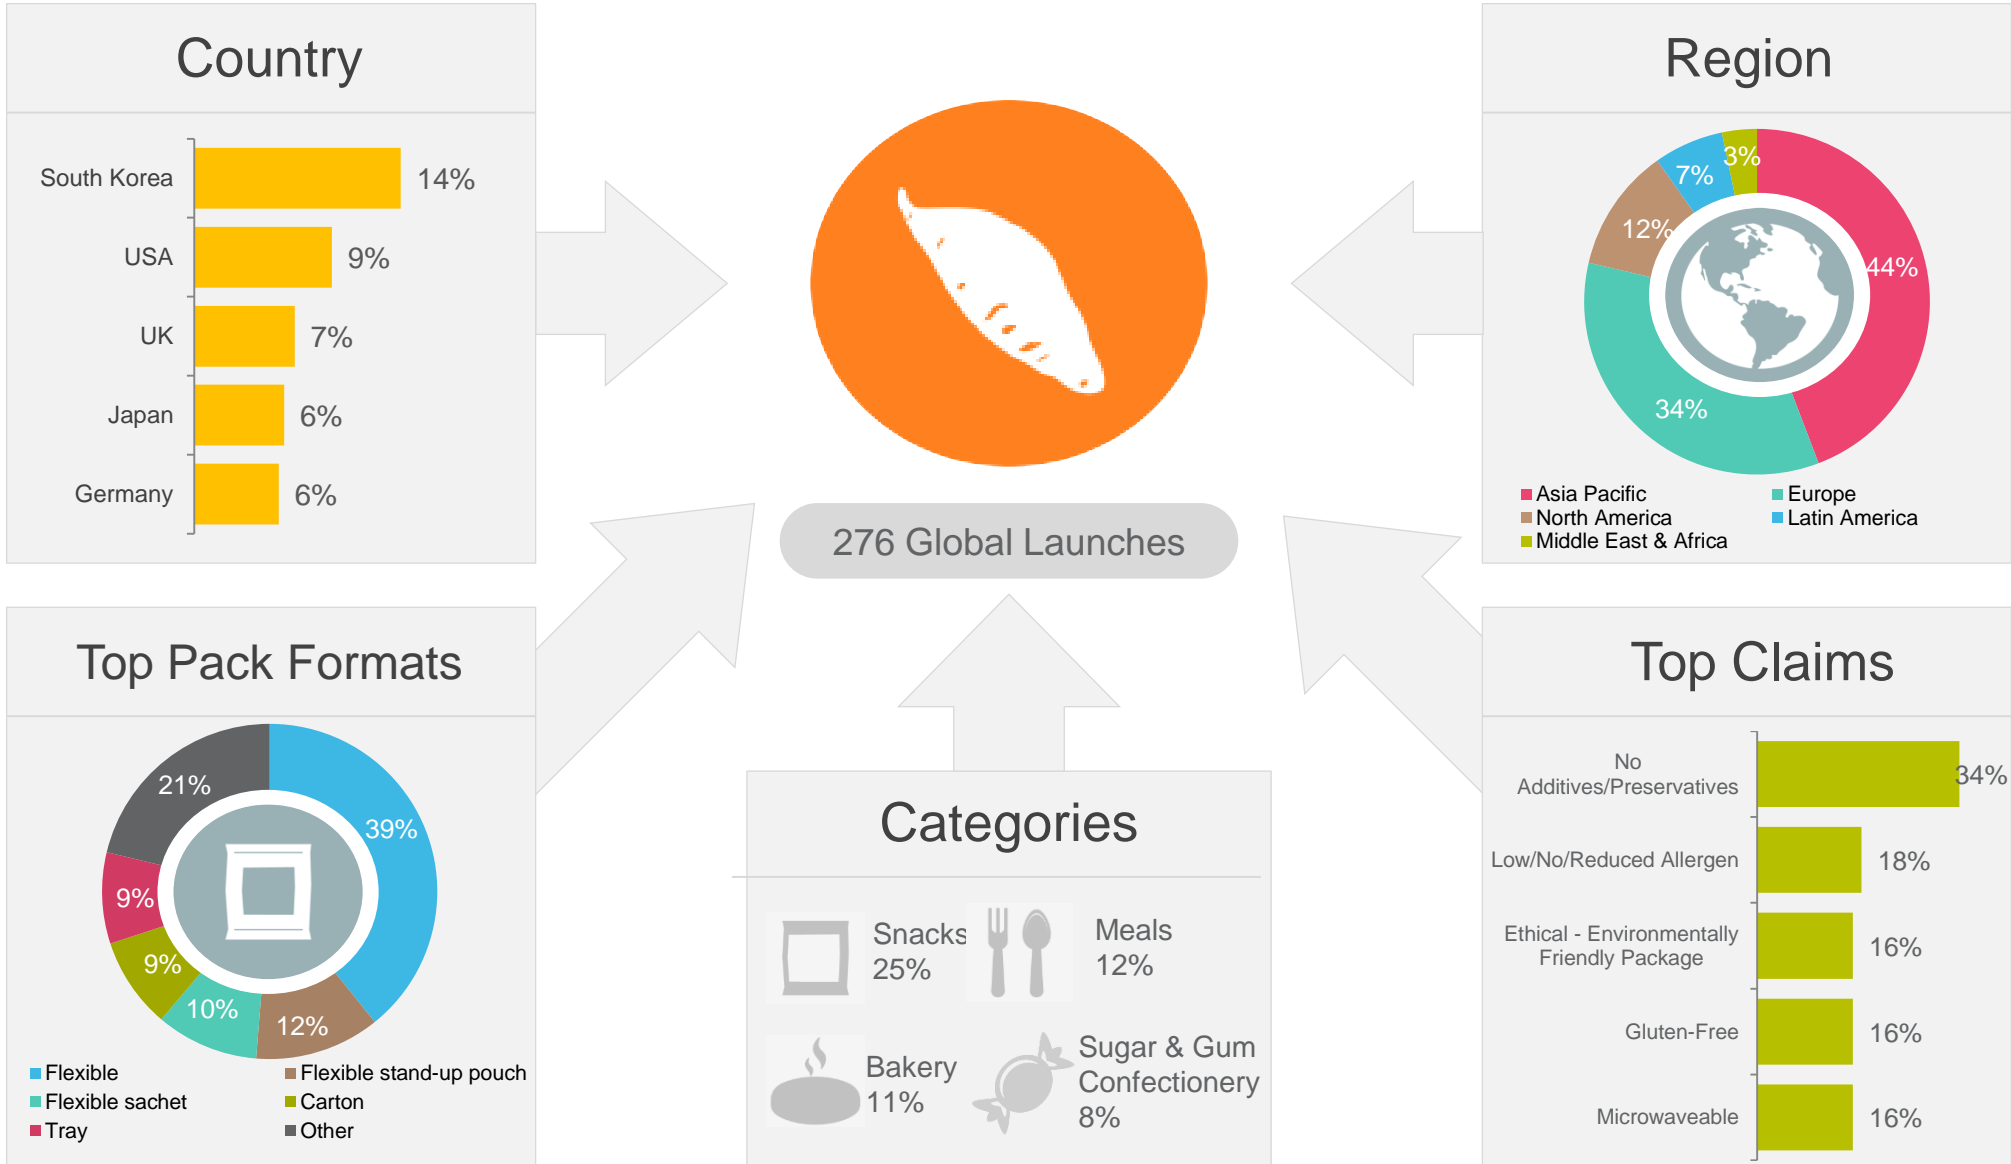 Country
South Korea
14%
USA
9%
UK
7%
Japan
6%
Germany
6%
276 Global Launches
Region
3%
7%
12%
44%
34%
Asia Pacific
Europe
North America
Latin America
Middle East & Africa
Top Pack Formats
21%
39%
9%
9%
10%
12%
Flexible
Flexible stand-up pouch
Flexible sachet
Carton
Tray
Other
Categories
Snacks
25%
Meals
12%
Bakery
11%
Sugar & Gum
Confectionery
8%
Top Claims
No
Additives/Preservatives
34%
Low/No/Reduced Allergen
18%
Ethical - Environmentally
Friendly Package
16%
Gluten-Free
16%
Microwaveable
16%